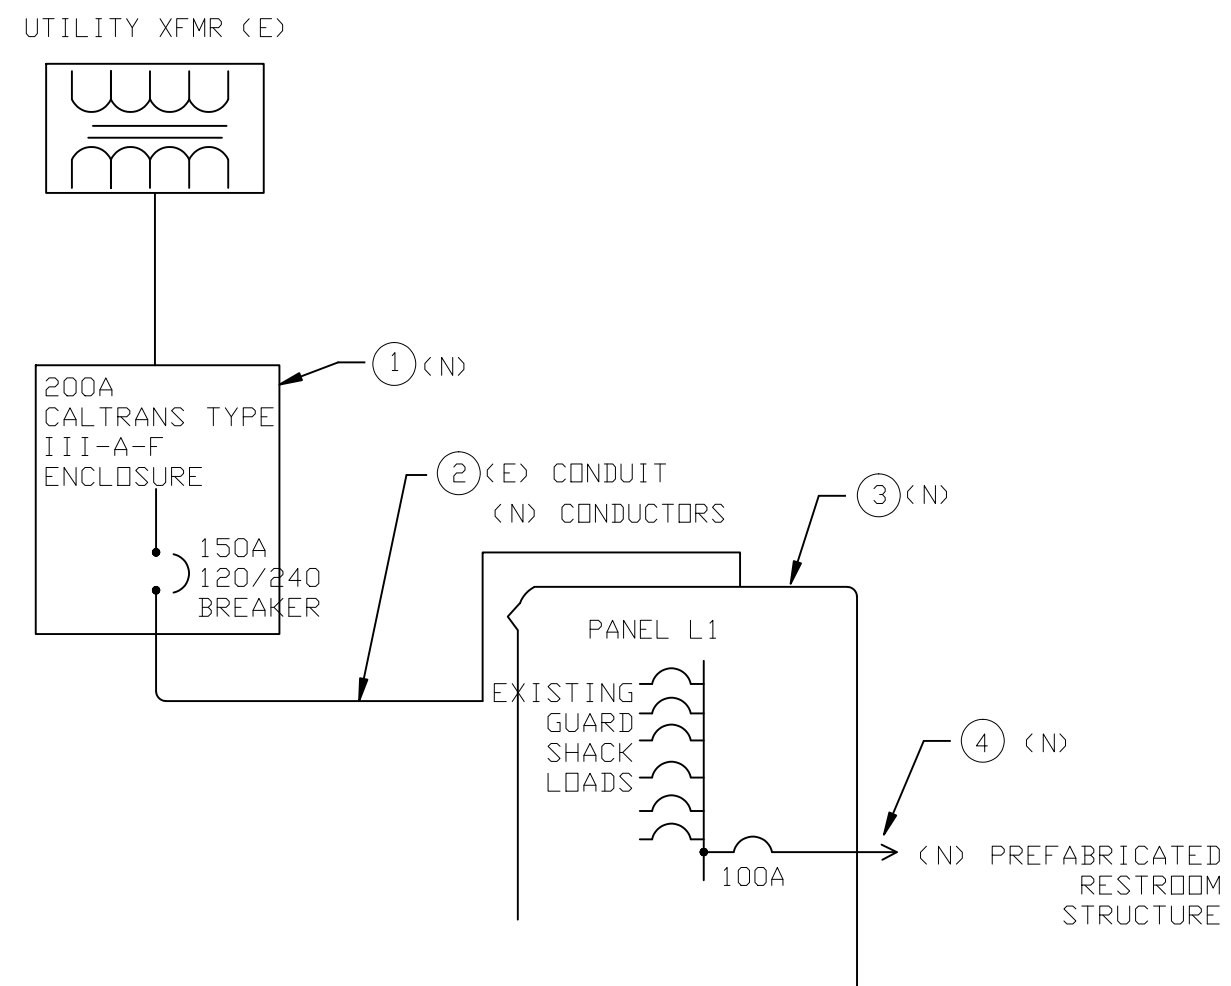 UTILITY XFMR (E)
1 (N)
200A
CALTRANS TYPE
III-A-F
ENCLOSURE
150A
120/240
BREAKER
2 (E) CONDUIT
(N) CONDUCTORS
3 (N)
PANEL L1
EXISTING
GUARD
SHACK
LOADS
100A
4 (N)
(N) PREFABRICATED
RESTROOM
STRUCTURE